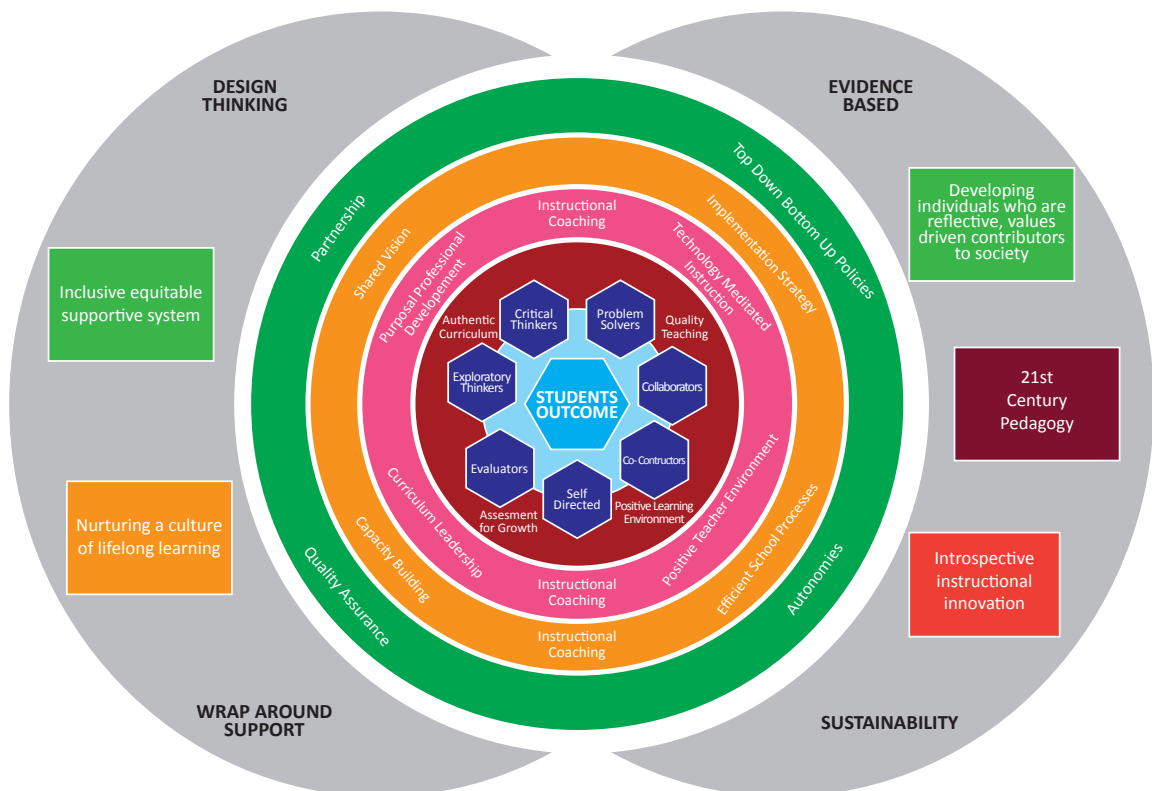 DESIGN
THINKING
EVIDENCE
BASED
Inclusive equitable
supportive system
Nurturing a culture
of lifelong learning
WRAP AROUND
SUPPORT
Partnership
Top Down Bottom Up Policies
Quality Assurance
Autonomies
Shared Vision
Implementation Strategy
Capacity Building
Efficient School Processes
Instructional
Coaching
Instructional
Coaching
Purposal Professional
Developement
Technology Meditated
Instruction
Curriculum Leadership
Positive Teacher Environment
Instructional
Coaching
Authentic
Curriculum
Quality
Teaching
Assesment
for Growth
Positive Learning
Environment
Critical
Thinkers
Problem
Solvers
Exploratory
Thinkers
Collaborators
STUDENTS
OUTCOME
Evaluators
Co- Contructors
Self
Directed
Developing
individuals who are
reflective, values
driven contributors
to society
21st
Century
Pedagogy
Introspective
instructional
innovation
SUSTAINABILITY